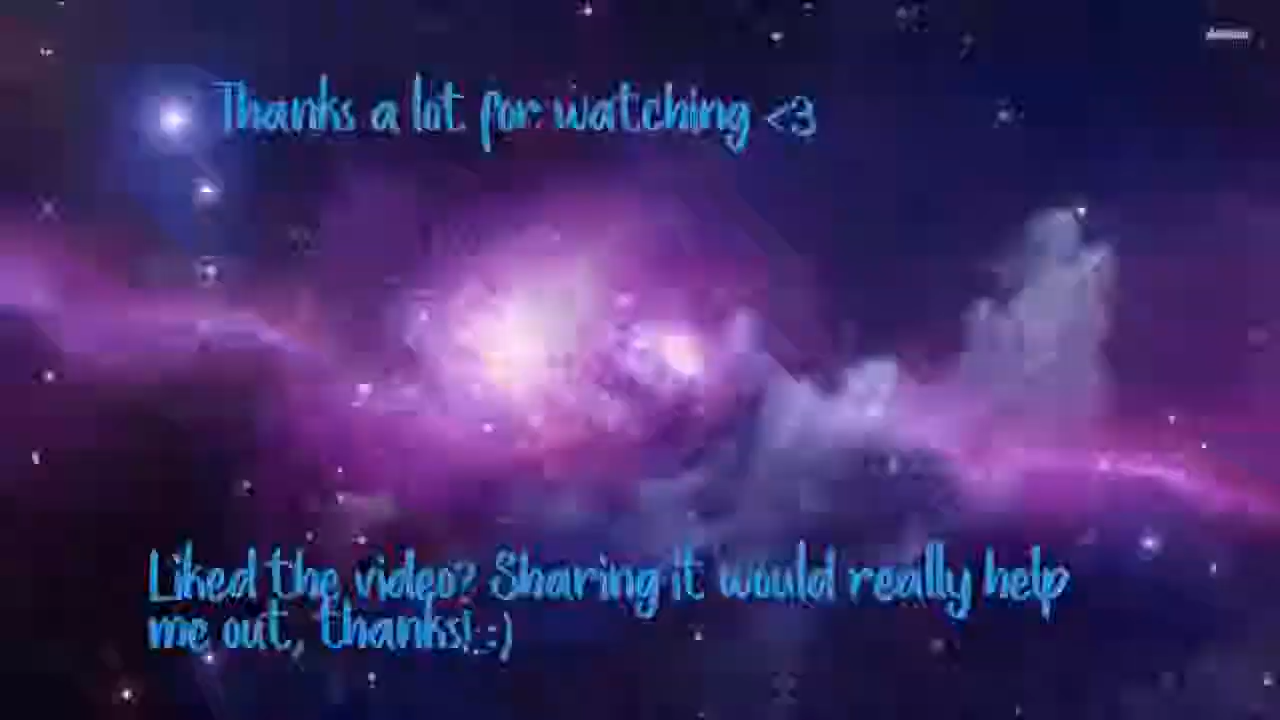 Thanks a lot for watching <3
Liked the video? Sharing it would really help
me out, thanks! :)